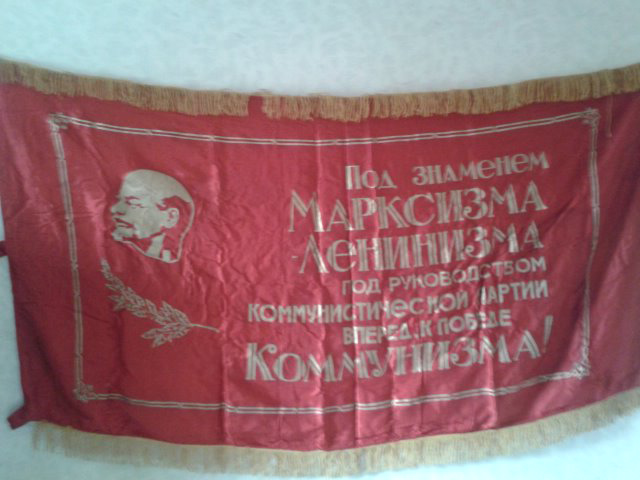 Под знаменем
Марксизма
-Ленинизма
под руководством
коммунистической партии
вперед, к победе
Коммунизма!